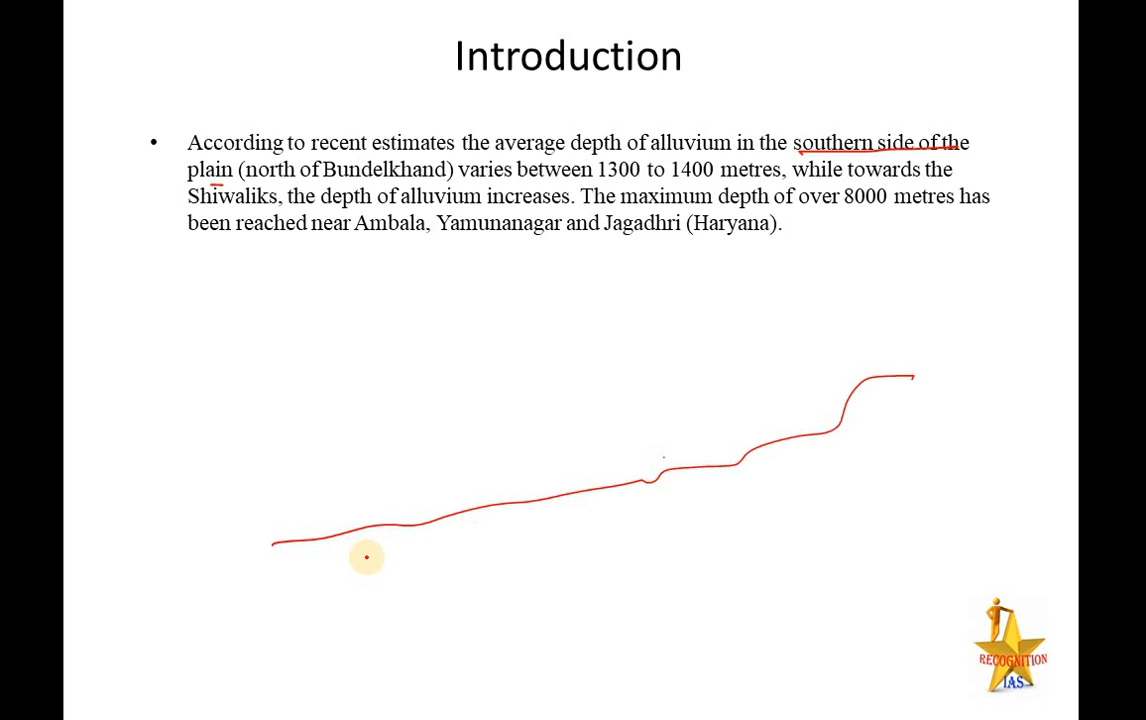 Introduction
• According to recent estimates the average depth of alluvium in the southern side of the
plain (north of Bundelkhand) varies between 1300 to 1400 metres, while towards the
Shiwaliks, the depth of alluvium increases. The maximum depth of over 8000 metres has
been reached near Ambala, Yamunanagar and Jagadhri (Haryana).
RECOGNITION
IAS